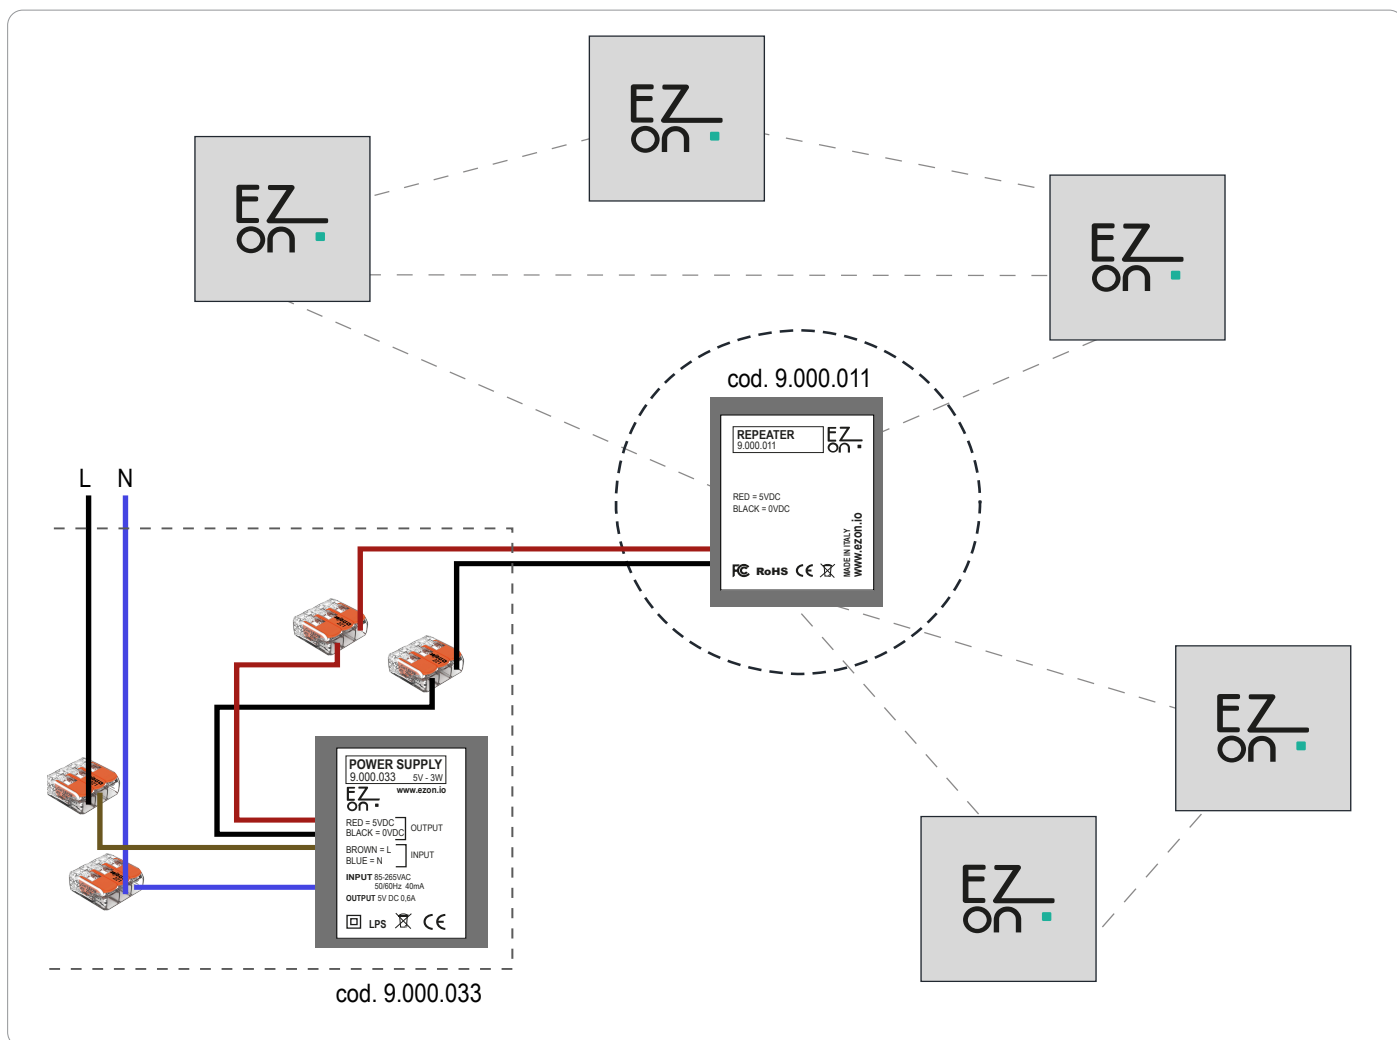 EZ
on
EZ
on
EZ
on
cod. 9.000.011
REPEATER
9.000.011
EZ
on
RED = 5VDC
BLACK = 0VDC
MADE IN ITALY
www.ezon.io
FC RoHS CE
L N
POWER SUPPLY
9.000.033 5V - 3W
www.ezon.io
EZ
on
RED = 5VDC
BLACK = 0VDC
OUTPUT
BROWN = L
BLUE = N
INPUT
INPUT 85-265VAC
50/60Hz 40mA
OUTPUT 5V DC 0,6A
LPS CE
cod. 9.000.033
EZ
on
EZ
on